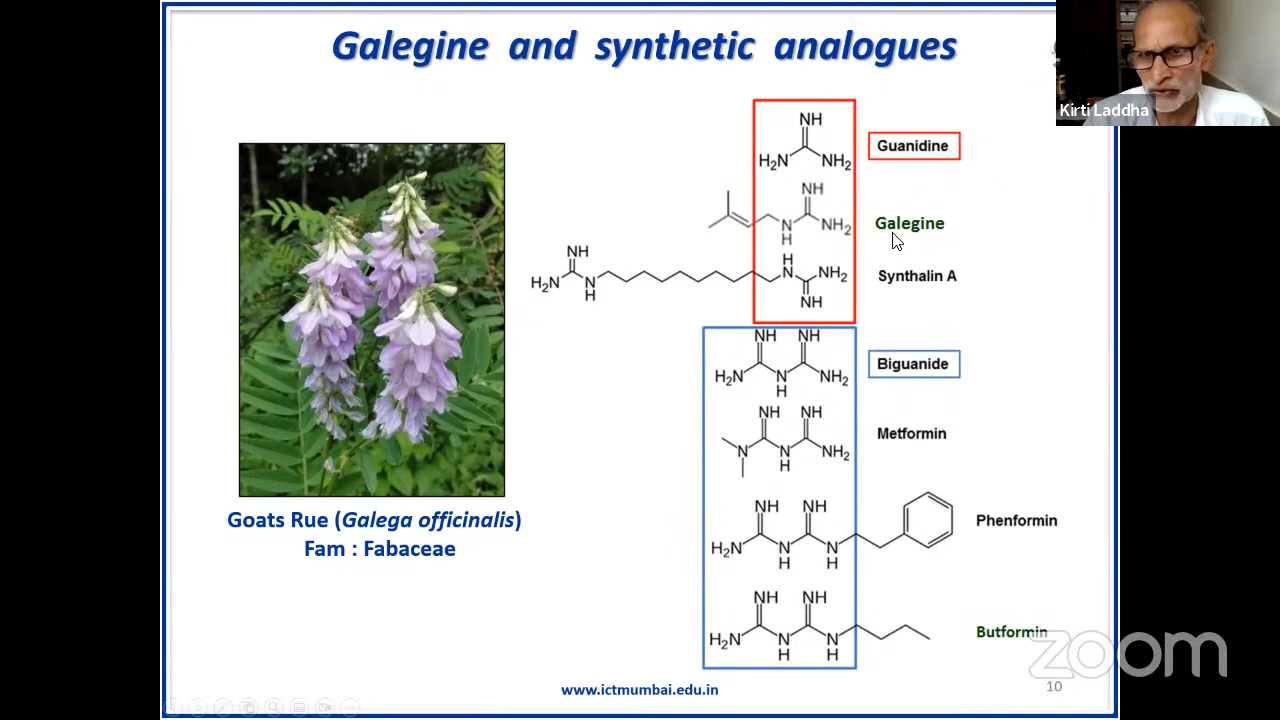 Galegine and synthetic analogues
Kirti Laddha
NH
H₂N
NH₂
Guanidine
NH
N
H
NH₂
Galegine
NH
H₂N
N
H
H
N
NH₂
NH
Synthalin A
NH
NH
H₂N
N
H
NH₂
Biguanide
NH
NH
N
N
H
NH₂
Metformin
NH
NH
H₂N
N
H
N
H
Phenformin
NH
NH
H₂N
N
H
N
H
Butformin
Goats Rue (Galega officinalis)
Fam : Fabaceae
www.ictmumbai.edu.in
10
zoom